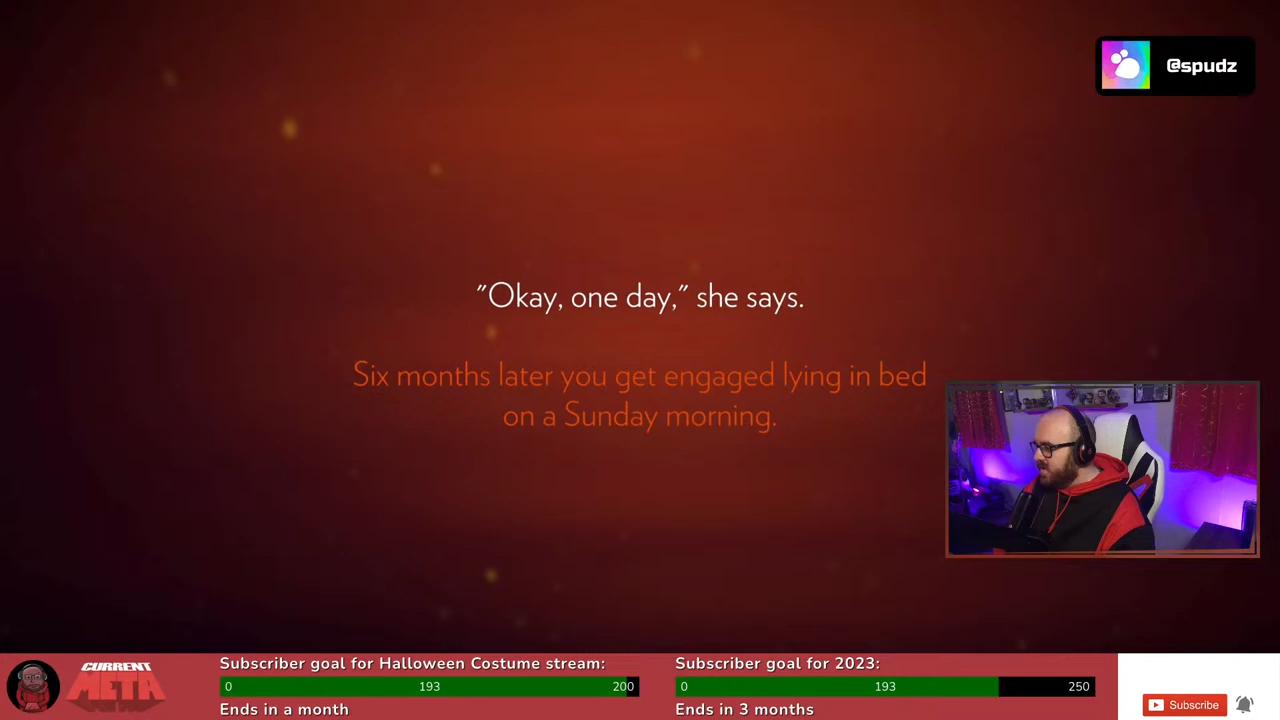 @spudz
"Okay, one day," she says.
Six months later you get engaged lying in bed
on a Sunday morning.
CURRENT
META
Subscriber goal for Halloween Costume stream:
0 193 200
Ends in a month
Subscriber goal for 2023:
0 193 250
Ends in 3 months
Subscribe